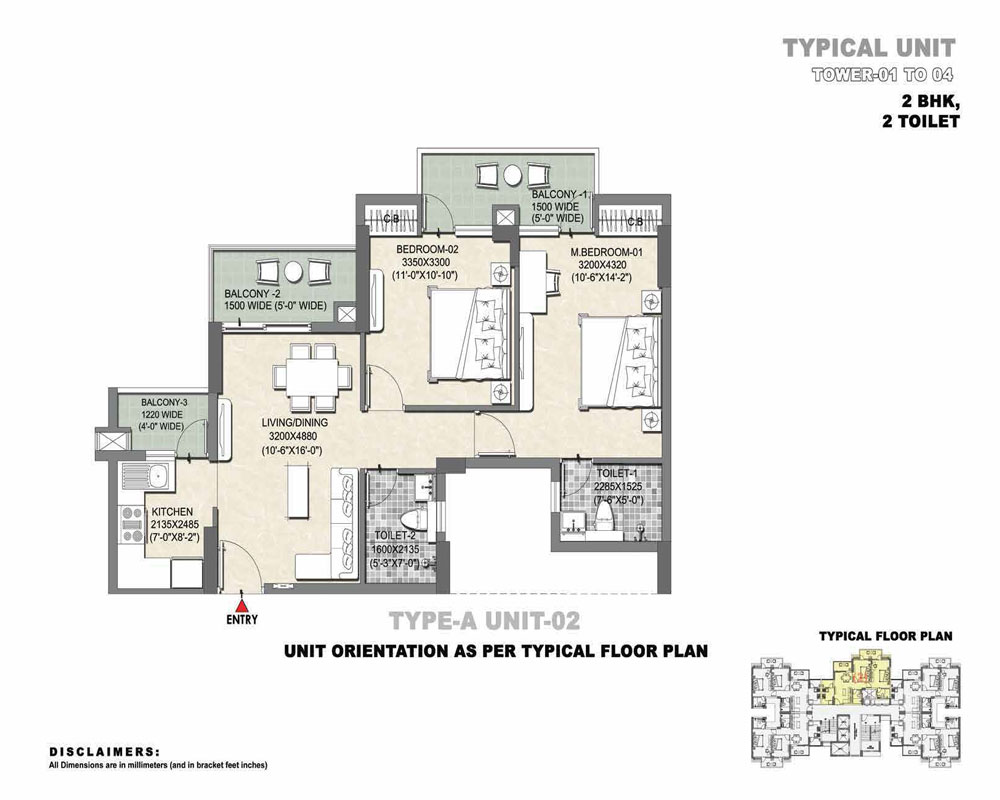 TYPICAL UNIT
TOWER-01 TO 04
2 BHK,
2 TOILET
BALCONY -1
1500 WIDE
(5'-0" WIDE)
C.B
C.B
BEDROOM-02
3350X3300
(11'-0"X10'-10")
M.BEDROOM-01
3200X4320
(10'-6"X14'-2")
BALCONY -2
1500 WIDE (5'-0" WIDE)
BALCONY-3
1220 WIDE
(4'-0" WIDE)
LIVING/DINING
3200X4880
(10'-6"X16'-0")
KITCHEN
2135X2485
(7'-0"X8'-2")
TOILET-1
2285X1525
(7'-6"X5'-0")
TOILET-2
1600X2135
(5'-3"X7'-0")
ENTRY
TYPE-A UNIT-02
UNIT ORIENTATION AS PER TYPICAL FLOOR PLAN
TYPICAL FLOOR PLAN
DISCLAIMERS:
All Dimensions are in millimeters (and in bracket feet inches)